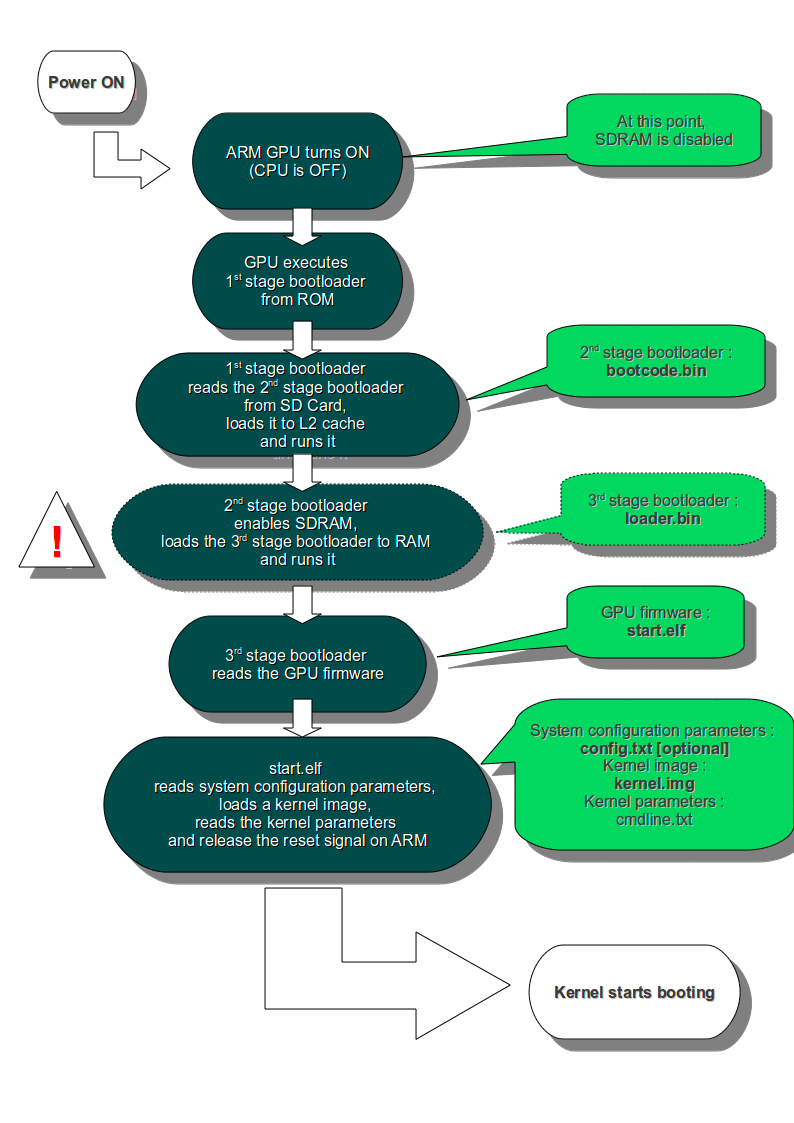 Power ON
At this point,
SDRAM is disabled
ARM GPU turns ON
(CPU is OFF)
GPU executes
1st stage bootloader
from ROM
2nd stage bootloader :
bootcode.bin
1st stage bootloader
reads the 2nd stage bootloader
from SD Card,
loads it to L2 cache
and runs it
3rd stage bootloader :
loader.bin
2nd stage bootloader
enables SDRAM,
loads the 3rd stage bootloader to RAM
and runs it
!
GPU firmware :
start.elf
3rd stage bootloader
reads the GPU firmware
System configuration parameters :
config.txt [optional]
Kernel image :
kernel.img
Kernel parameters :
cmdline.txt
start.elf
reads system configuration parameters,
loads a kernel image,
reads the kernel parameters
and release the reset signal on ARM
Kernel starts booting